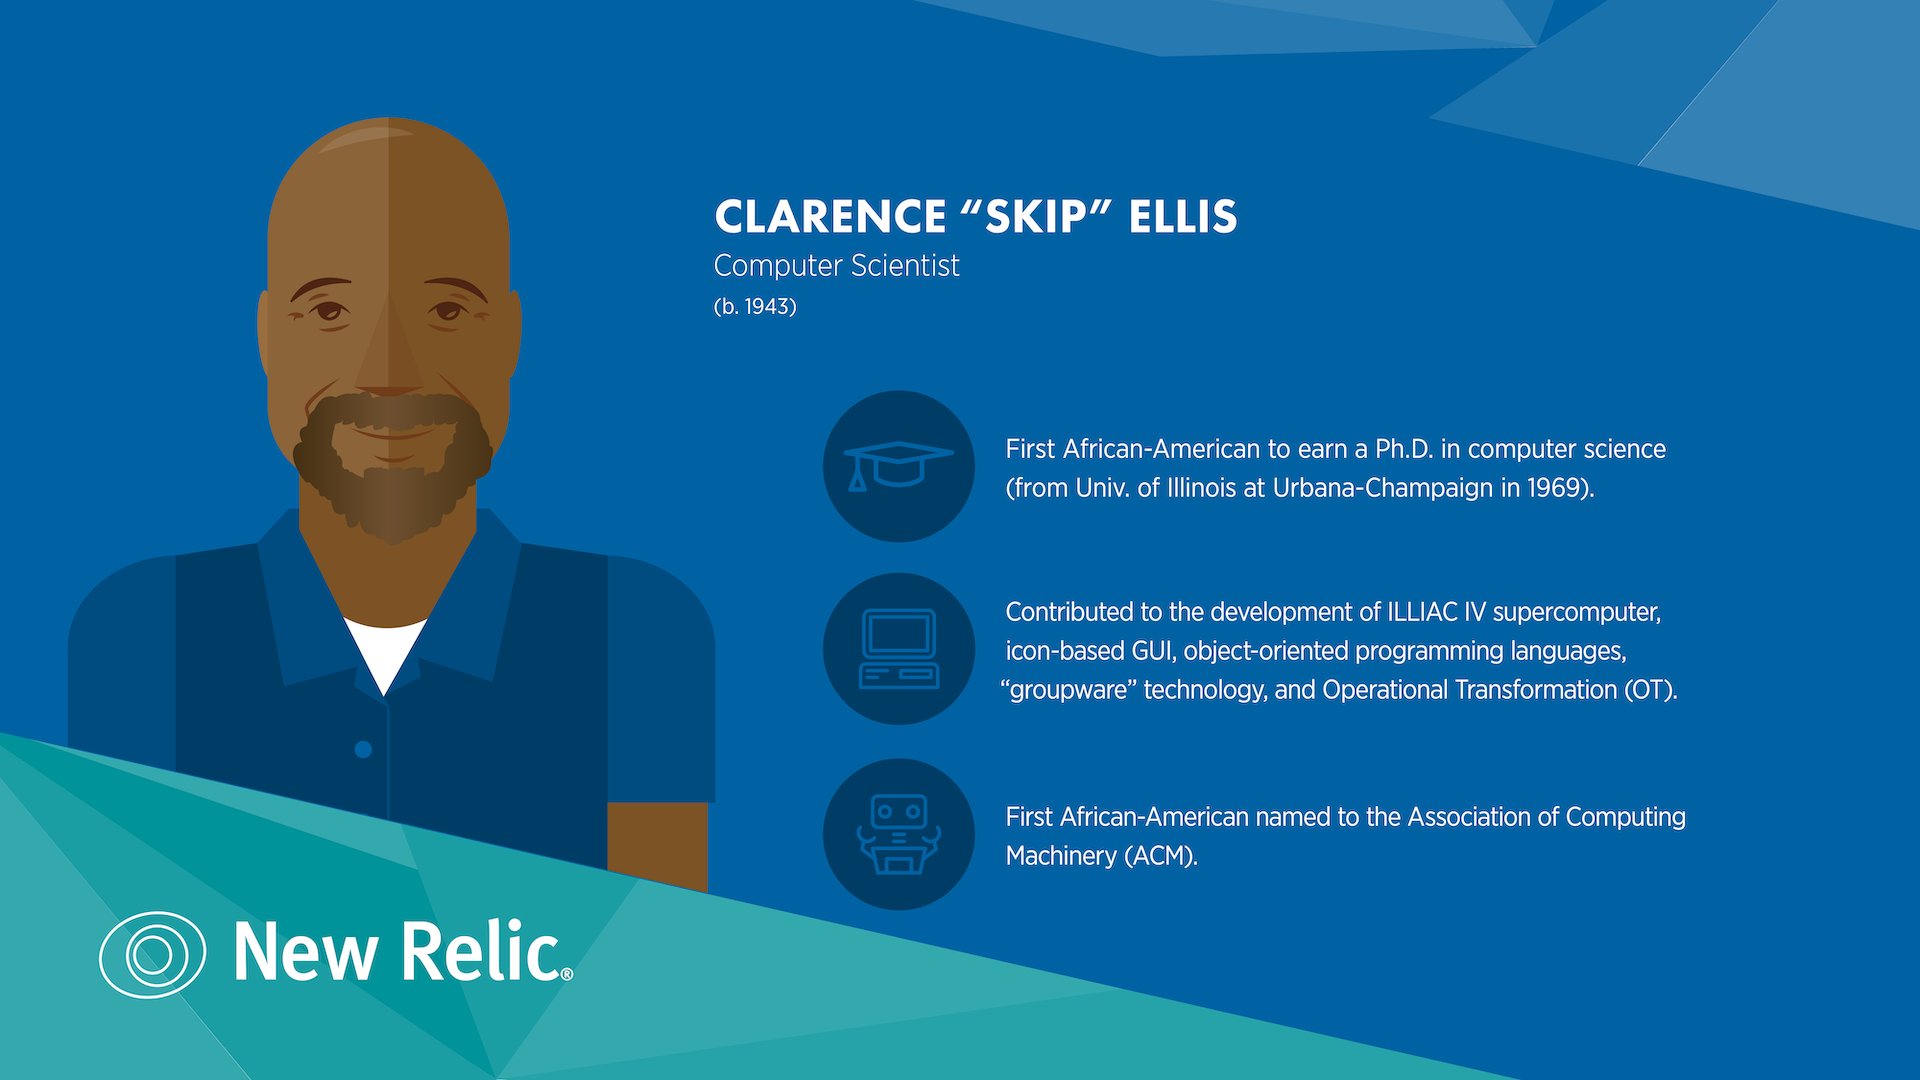 CLARENCE “SKIP” ELLIS
Computer Scientist
(b. 1943)
First African-American to earn a Ph.D. in computer science
(from Univ. of Illinois at Urbana-Champaign in 1969).
Contributed to the development of ILLIAC IV supercomputer,
icon-based GUI, object-oriented programming languages,
“groupware” technology, and Operational Transformation (OT).
First African-American named to the Association of Computing
Machinery (ACM).
New Relic®